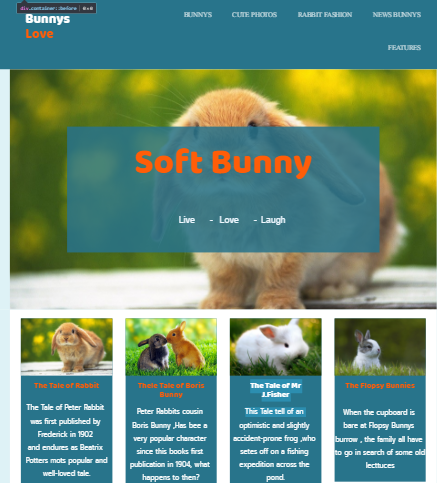 div.container::before | 0×0
Bunnys
Love
BUNNYS CUTE PHOTOS RABBIT FASHION NEWS BUNNYS
FEATURES
Soft Bunny
Live - Love - Laugh
The Tale of Rabbit
The Tale of Peter Rabbit
was first published by
Frederick in 1902
and endures as Beatrix
Potters mots popular and
well-loved tale.
Theie Tale of Boris
Bunny
Peter Rabbits cousin
Boris Bunny ,Has bee a
very popular character
since this books first
publication in 1904, what
happens to then?
The Tale of Mr
J.Fisher
This Tale tell of an
optimistic and slightly
accident-prone frog ,who
setes off on a fishing
expedition across the
pond.
The Flopsy Bunnies
When the cupboard is
bare at Flopsy Bunnys
burrow , the family all have
to go in search of some old
lecttuces